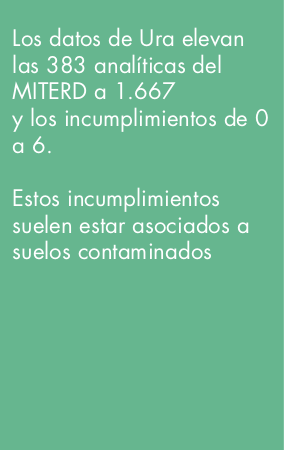 Los datos de Ura elevan
las 383 analíticas del
MITERD a 1.667
y los incumplimientos de 0
a 6.
Estos incumplimientos
suelen estar asociados a
suelos contaminados